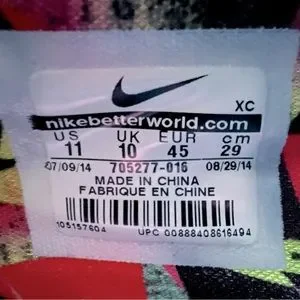 XC
nikebetterworld.com
US UK EUR cm
11 10 45 29
07/09/14 705277-016 08/29/14
MADE IN CHINA
FABRIQUE EN CHINE
105157604 UPC 00888408616494